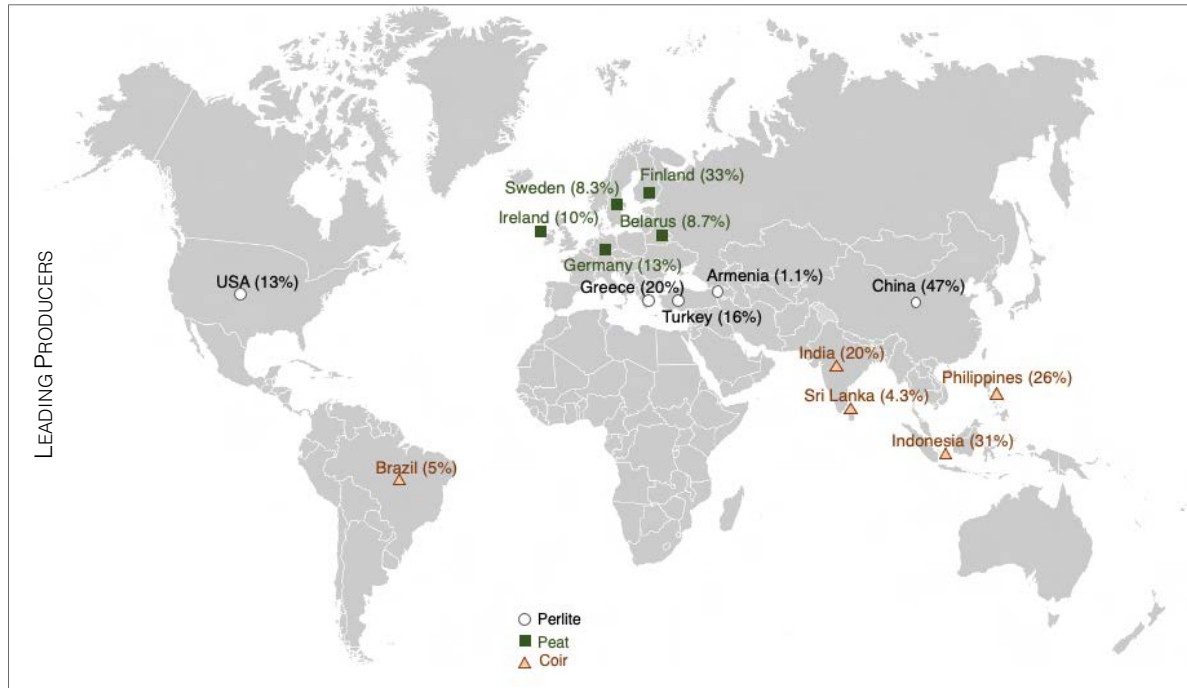 LEADING PRODUCERS
Finland (33%)
Sweden (8.3%)
Ireland (10%)
Belarus (8.7%)
Germany (13%)
Armenia (1.1%)
USA (13%)
Greece (20%)
China (47%)
Turkey (16%)
India (20%)
Philippines (26%)
Sri Lanka (4.3%)
Indonesia (31%)
Brazil (5%)
Perlite
Peat
Coir